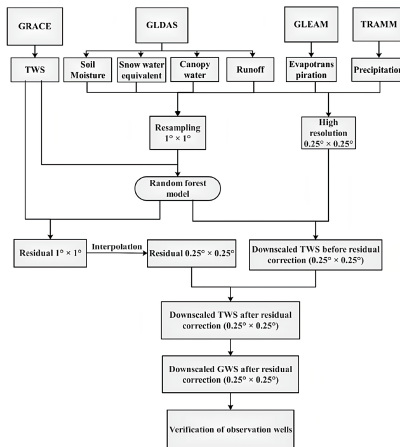 GRACE
GLDAS
GLEAM
TRAMM
TWS
Soil
Moisture
Snow water
equivalent
Canopy
water
Runoff
Evapotrans
piration
Precipitation
Resampling
1° × 1°
High
resolution
0.25° × 0.25°
Random forest
model
Residual 1° × 1°
Interpolation
Residual 0.25° × 0.25°
Downscaled TWS before residual
correction (0.25° × 0.25°)
Downscaled TWS after residual
correction (0.25° × 0.25°)
Downscaled GWS after residual
correction (0.25° × 0.25°)
Verification of observation wells